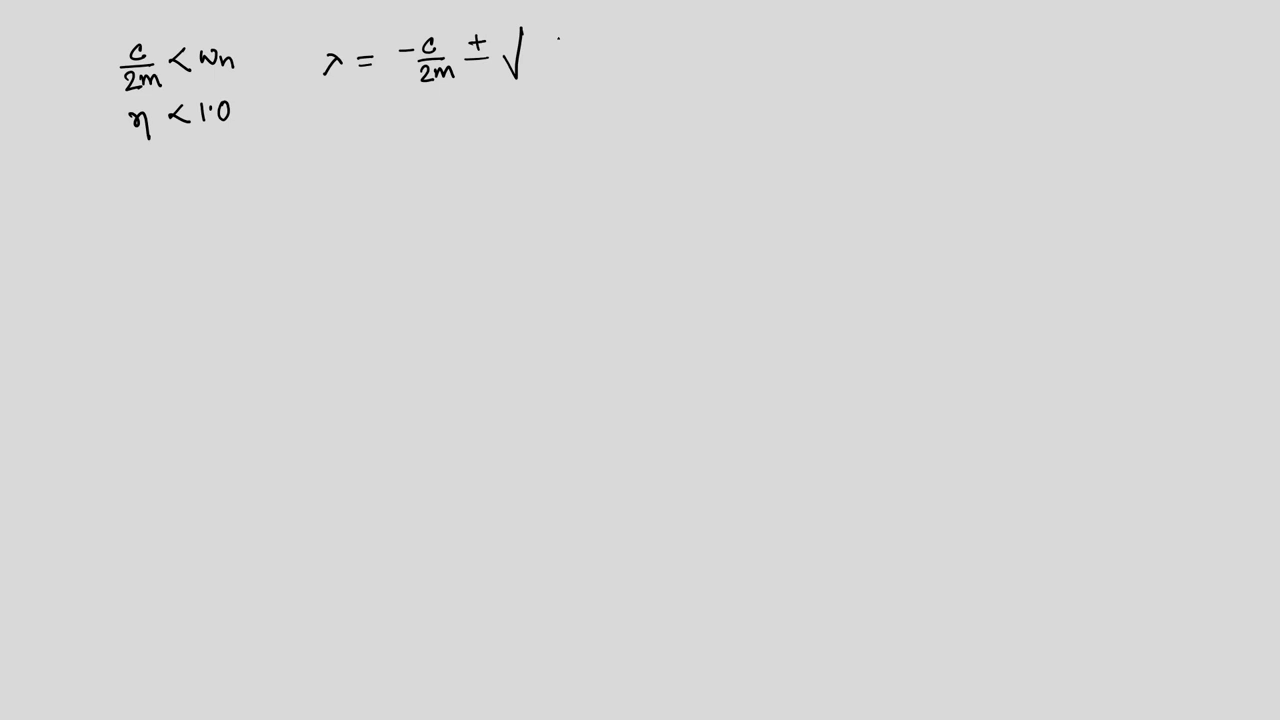 c/2m < ωn λ = -c/2m ± √
η < 1.0